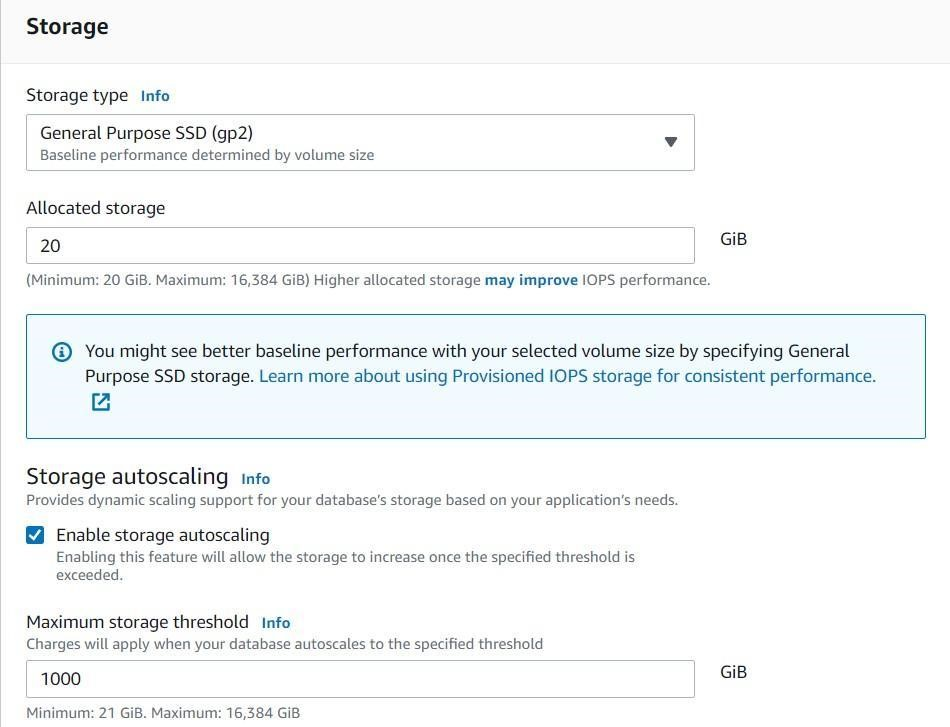 Storage
Storage type Info
General Purpose SSD (gp2)
Baseline performance determined by volume size
Allocated storage
20
GiB
(Minimum: 20 GiB. Maximum: 16,384 GiB) Higher allocated storage may improve IOPS performance.
You might see better baseline performance with your selected volume size by specifying General
Purpose SSD storage. Learn more about using Provisioned IOPS storage for consistent performance.
Storage autoscaling Info
Provides dynamic scaling support for your database's storage based on your application's needs.
Enable storage autoscaling
Enabling this feature will allow the storage to increase once the specified threshold is
exceeded.
Maximum storage threshold Info
Charges will apply when your database autoscales to the specified threshold
1000
GiB
Minimum: 21 GiB. Maximum: 16,384 GiB